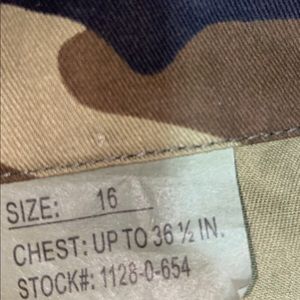 SIZE: 16
CHEST: UP TO 36 ½ IN.
STOCK#: 1128-0-654